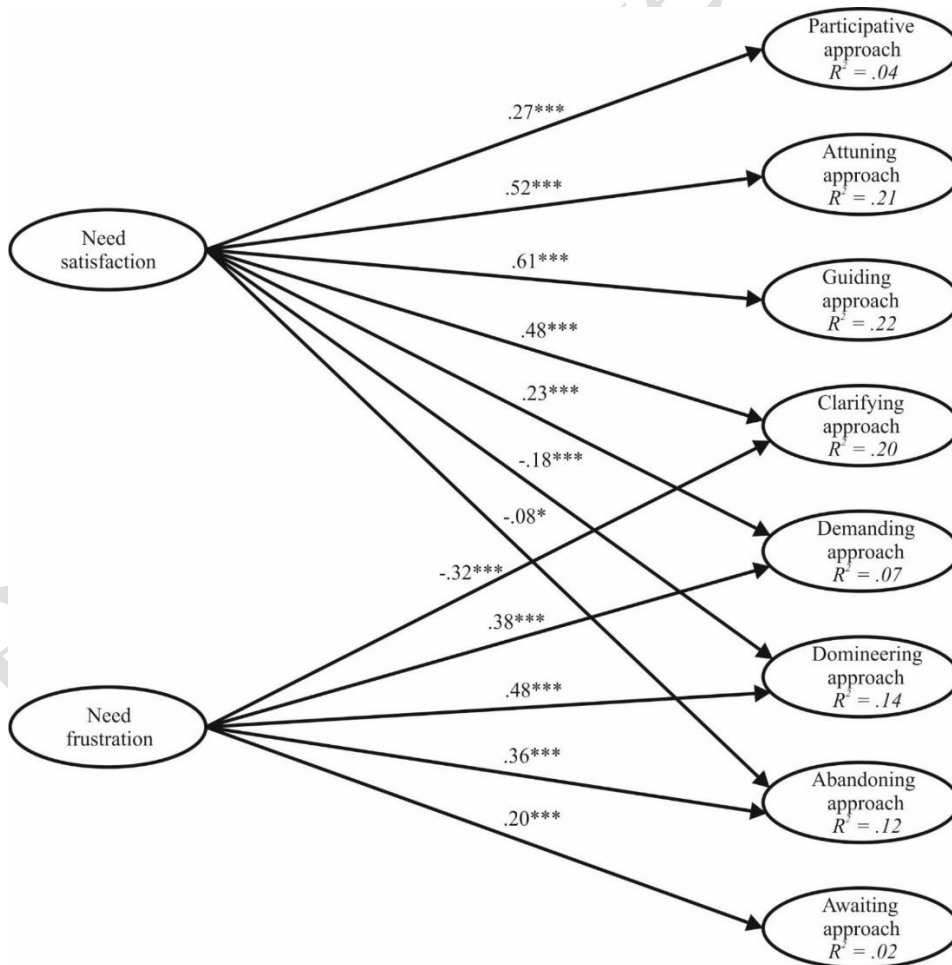 Participative
approach
R² = .04
.27***
Attuning
approach
R² = .21
.52***
Need
satisfaction
.61***
Guiding
approach
R² = .22
.48***
.23***
Clarifying
approach
R² = .20
-.18***
-.08*
Demanding
approach
R² = .07
-.32***
.38***
Domineering
approach
R² = .14
.48***
Need
frustration
.36***
Abandoning
approach
R² = .12
.20***
Awaiting
approach
R² = .02